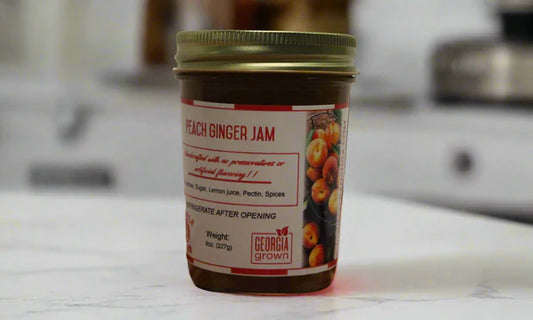 PEACH GINGER JAM
Handcrafted with no preservatives or
artificial flavoring!!
Sugar, Lemon juice, Pectin, Spices
REFRIGERATE AFTER OPENING
Weight:
8oz. (227g)
GEORGIA
grown